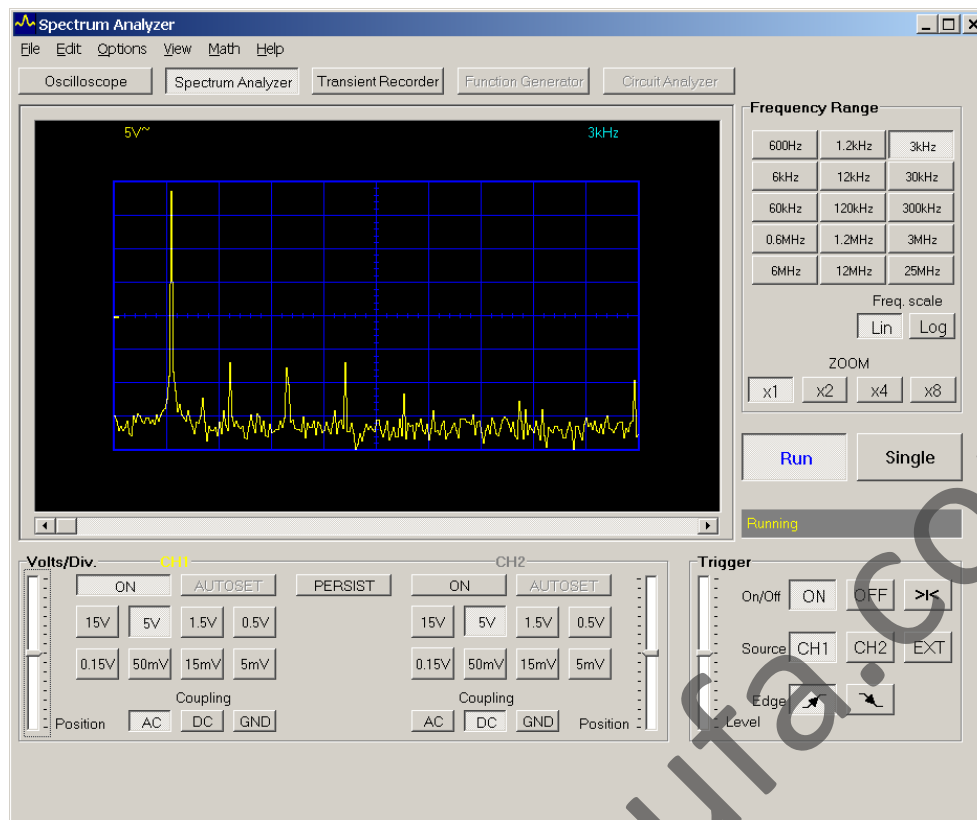 Spectrum Analyzer
File Edit Options View Math Help
Oscilloscope Spectrum Analyzer Transient Recorder Function Generator Circuit Analyzer
5V~ 3kHz
Frequency Range
600Hz 1.2kHz 3kHz
6kHz 12kHz 30kHz
60kHz 120kHz 300kHz
0.6MHz 1.2MHz 3MHz
6MHz 12MHz 25MHz
Freq. scale
Lin Log
ZOOM
x1 x2 x4 x8
Run Single
Running
Volts/Div. CH1 CH2
ON AUTOSET PERSIST ON AUTOSET
15V 5V 1.5V 0.5V 15V 5V 1.5V 0.5V
0.15V 50mV 15mV 5mV 0.15V 50mV 15mV 5mV
Coupling Coupling
Position AC DC GND AC DC GND Position
Trigger
On/Off ON OFF >I<
Source CH1 CH2 EXT
Edge
Level
ufa.co